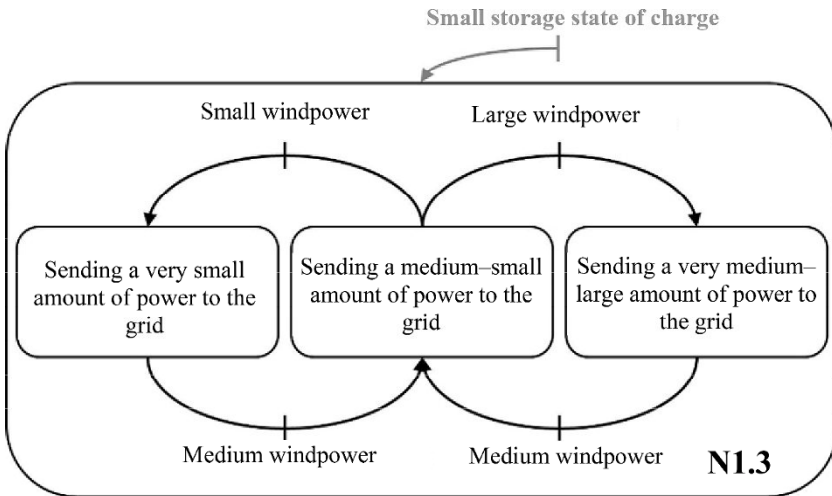 Small storage state of charge
Small windpower
Large windpower
Sending a very small
amount of power to the
grid
Sending a medium–small
amount of power to the
grid
Sending a very medium–
large amount of power to
the grid
Medium windpower
Medium windpower
N1.3